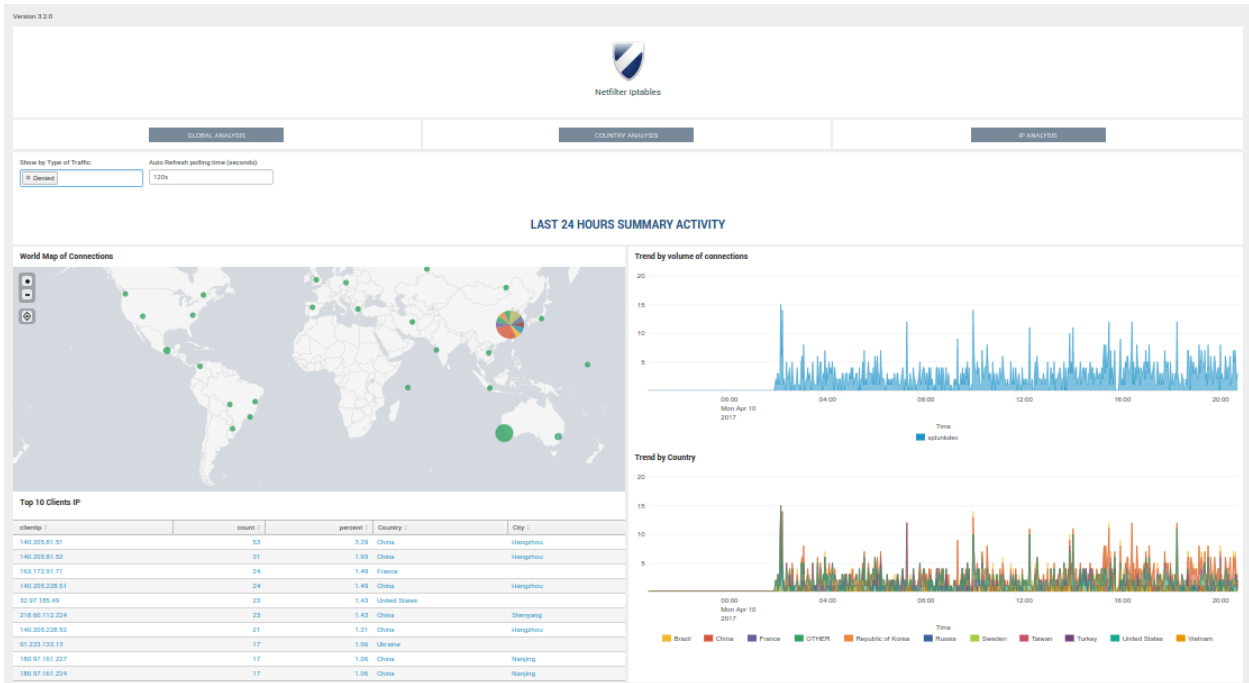 Version 3.2.0
Netfilter Iptables
GLOBAL ANALYSIS
COUNTRY ANALYSIS
IP ANALYSIS
Show by Type of Traffic:
Auto Refresh polling time (seconds):
Denied
120s
LAST 24 HOURS SUMMARY ACTIVITY
World Map of Connections
Trend by volume of connections
20
15
10
5
00:00
Mon Apr 10
2017
04:00
08:00
12:00
16:00
20:00
Time
splunkdev
Trend by Country
20
15
10
5
00:00
Mon Apr 10
2017
04:00
08:00
12:00
16:00
20:00
Time
Brazil China France OTHER Republic of Korea Russia Sweden Taiwan Turkey United States Vietnam
Top 10 Clients IP
clientip count percent Country City
140.205.81.51 53 3.29 China Hangzhou
140.205.81.52 31 1.93 China Hangzhou
163.172.91.71 24 1.49 France
140.205.228.51 24 1.49 China Hangzhou
32.97.185.49 23 1.43 United States
218.60.112.224 23 1.43 China Shenyang
140.205.228.52 21 1.31 China Hangzhou
91.223.133.13 17 1.06 Ukraine
180.97.161.227 17 1.06 China Nanjing
180.97.161.224 17 1.06 China Nanjing